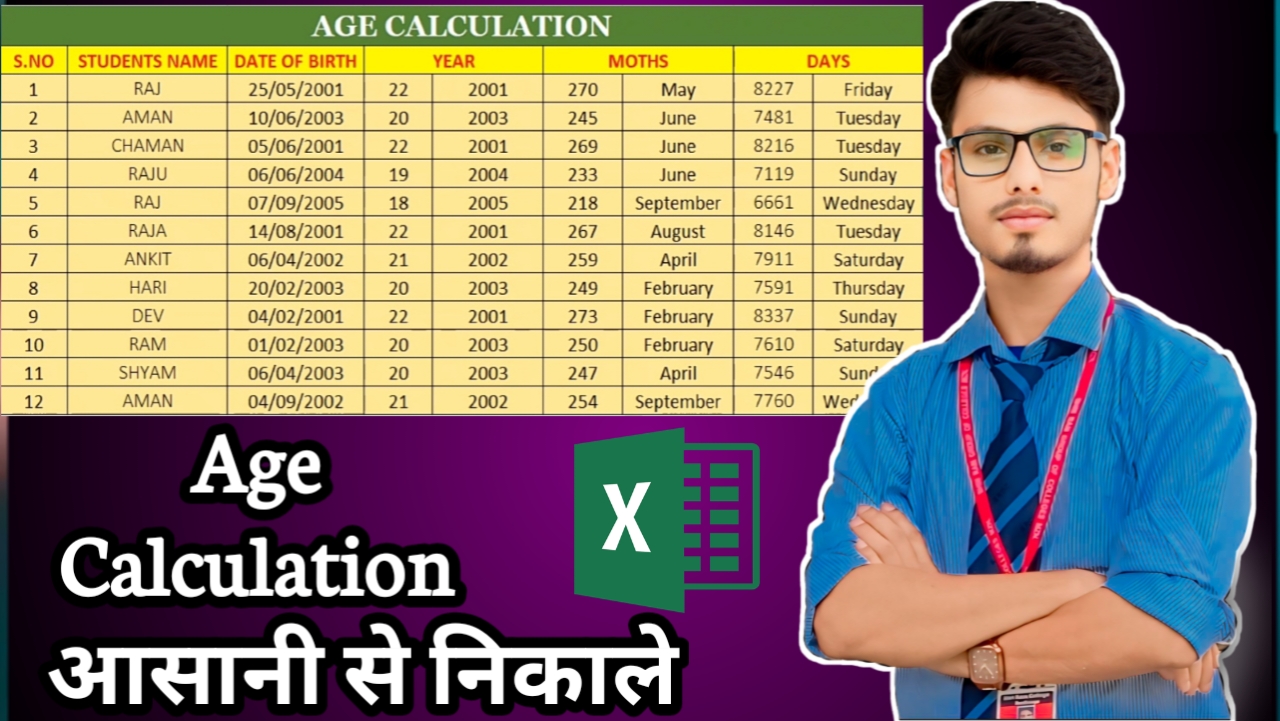 AGE CALCULATION
S.NO STUDENTS NAME DATE OF BIRTH YEAR MOTHS DAYS
1 RAJ 25/05/2001 22 2001 270 May 8227 Friday
2 AMAN 10/06/2003 20 2003 245 June 7481 Tuesday
3 CHAMAN 05/06/2001 22 2001 269 June 8216 Tuesday
4 RAJU 06/06/2004 19 2004 233 June 7119 Sunday
5 RAJ 07/09/2005 18 2005 218 September 6661 Wednesday
6 RAJA 14/08/2001 22 2001 267 August 8146 Tuesday
7 ANKIT 06/04/2002 21 2002 259 April 7911 Saturday
8 HARI 20/02/2003 20 2003 249 February 7591 Thursday
9 DEV 04/02/2001 22 2001 273 February 8337 Sunday
10 RAM 01/02/2003 20 2003 250 February 7610 Saturday
11 SHYAM 06/04/2003 20 2003 247 April 7546 Sund
12 AMAN 04/09/2002 21 2002 254 September 7760 Wed
Age
Calculation
आसानी से निकाले
X